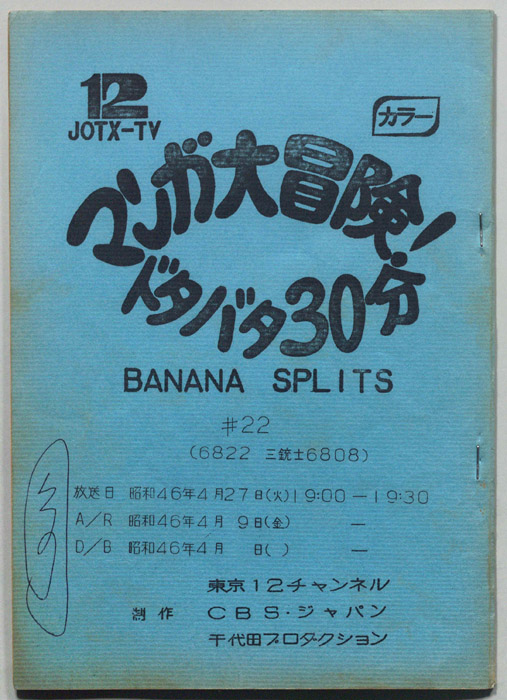 12
JOTX-TV
カラー
マンガ大冒険！
ドタバタ30分
BANANA SPLITS
#22
(6822 三銃士6808)
放送日 昭和46年4月27日(火)19:00—19:30
A/R 昭和46年4月 9日(金) —
D/B 昭和46年4月 日( ) —
東京12チャンネル
制作 CBS・ジャパン
千代田プロダクション